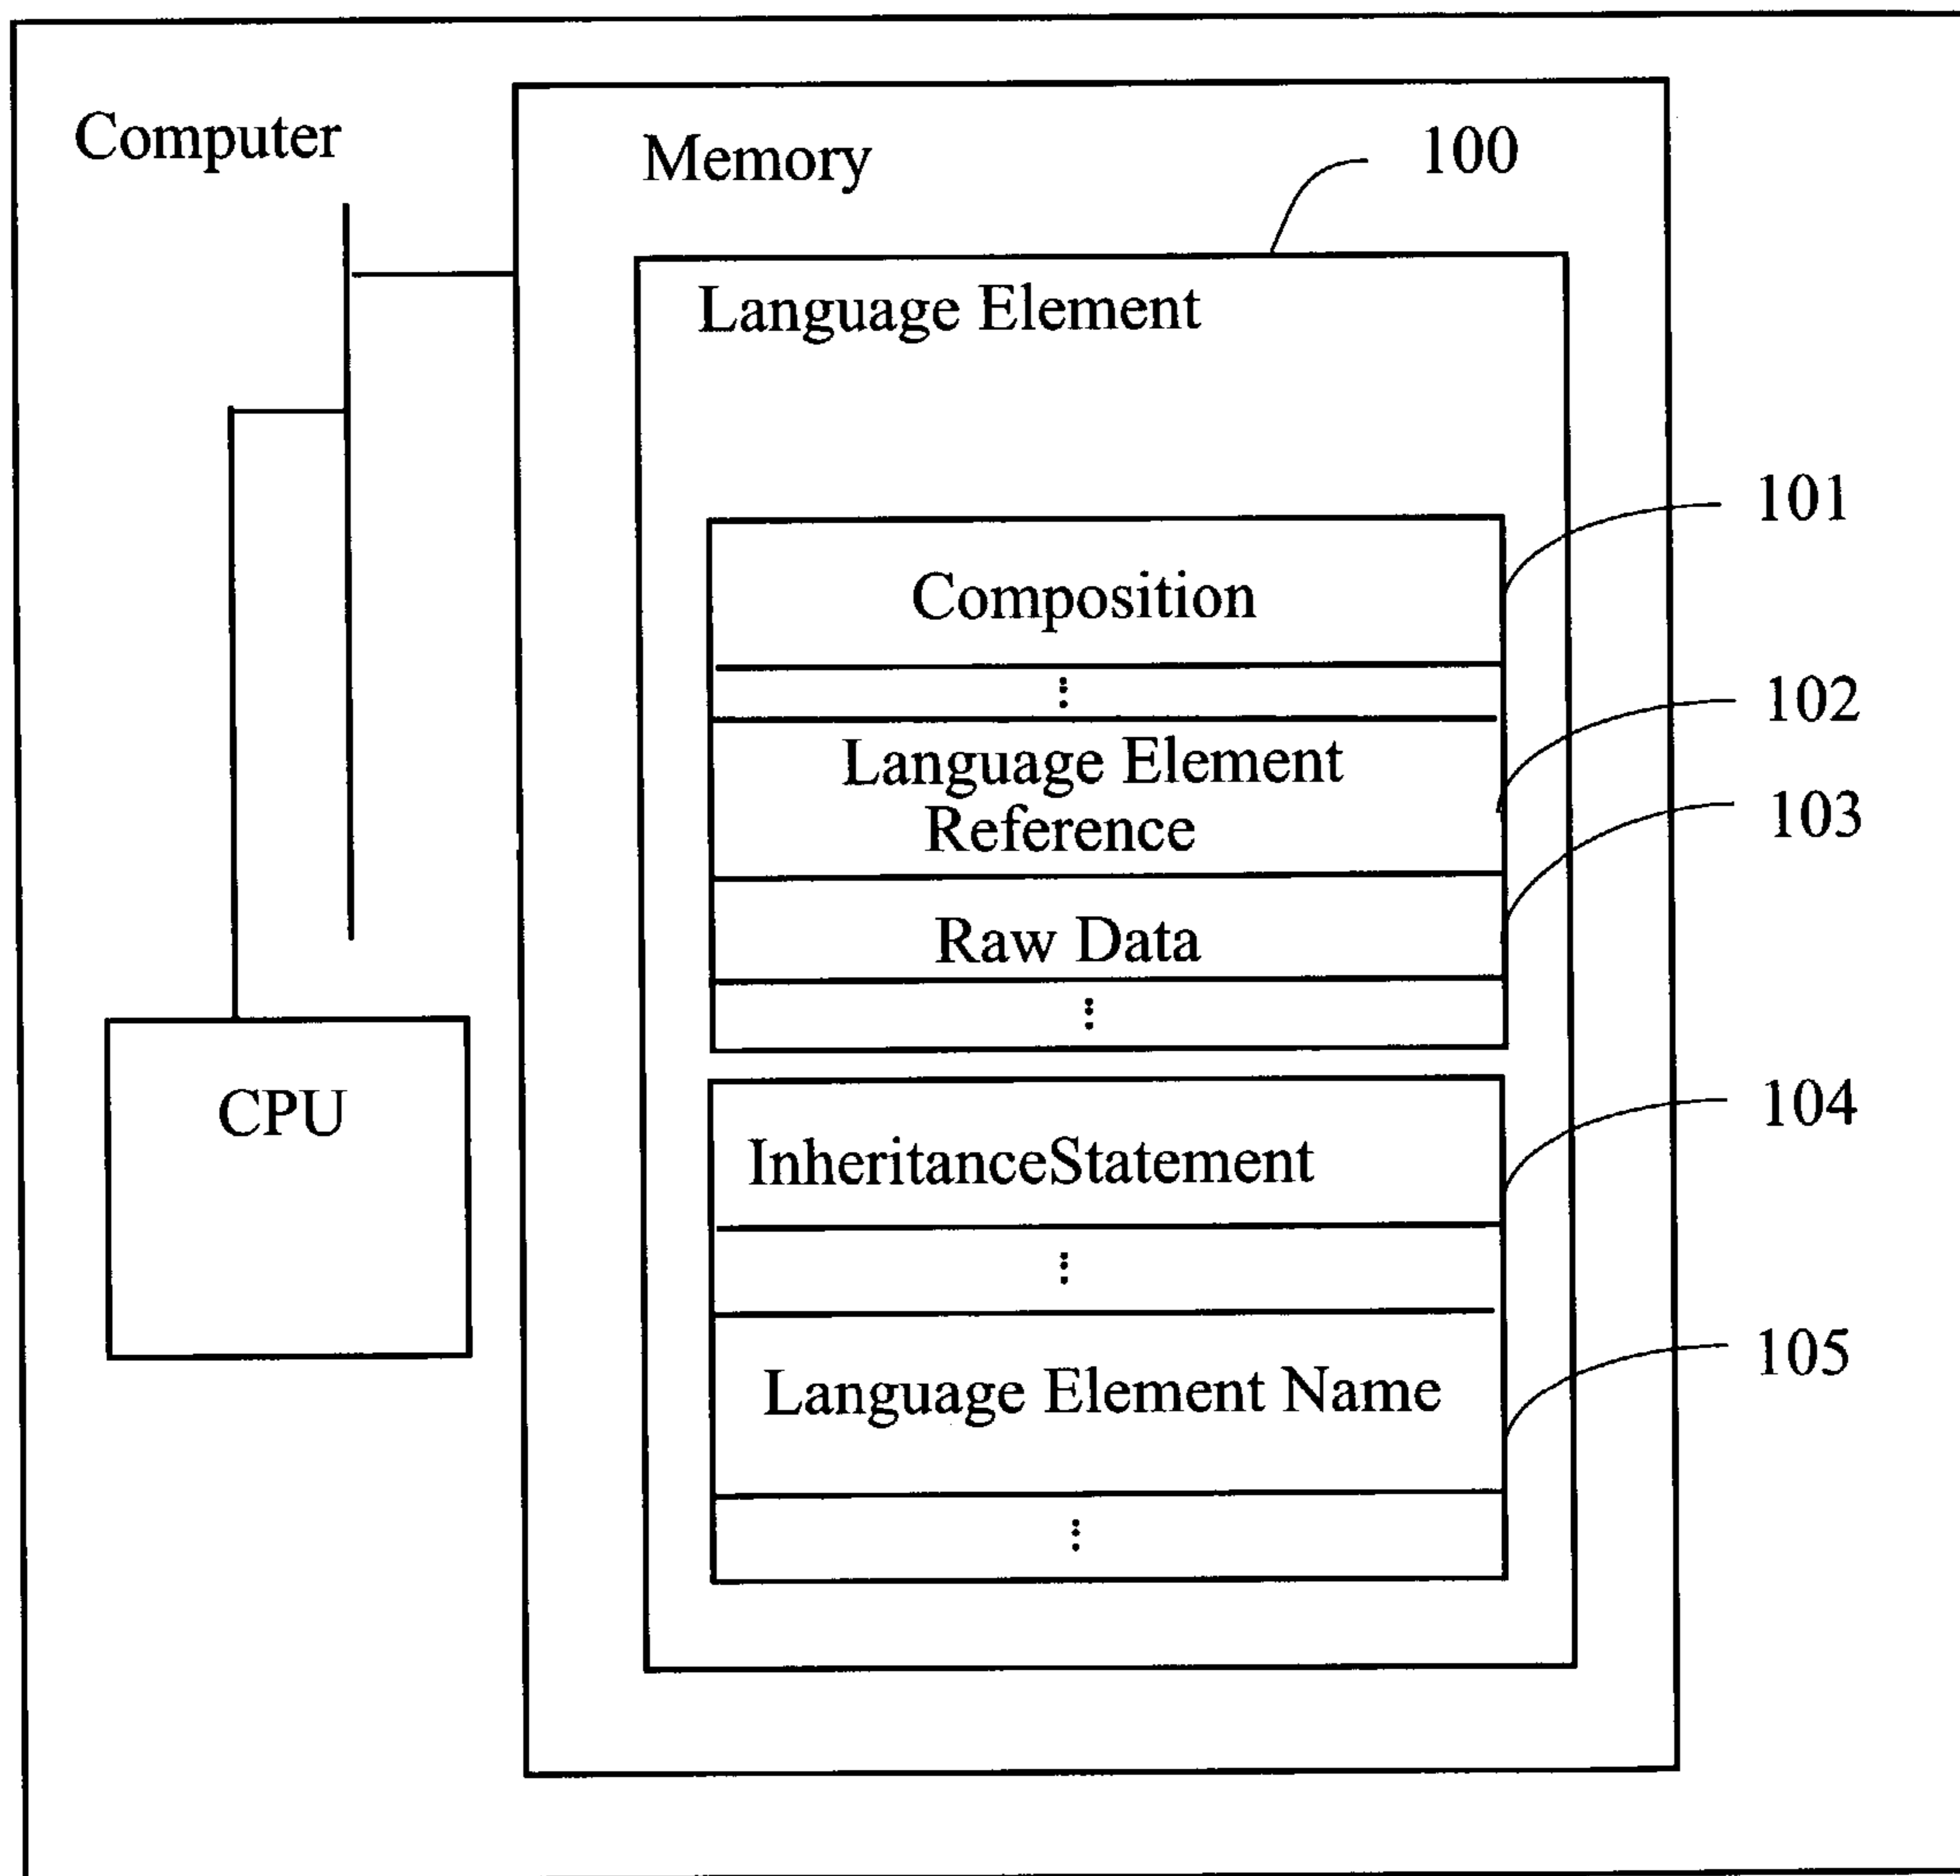 Computer
Memory
100
Language Element
101
Composition
102
Language Element
Reference
103
Raw Data
CPU
104
InheritanceStatement
105
Language Element Name